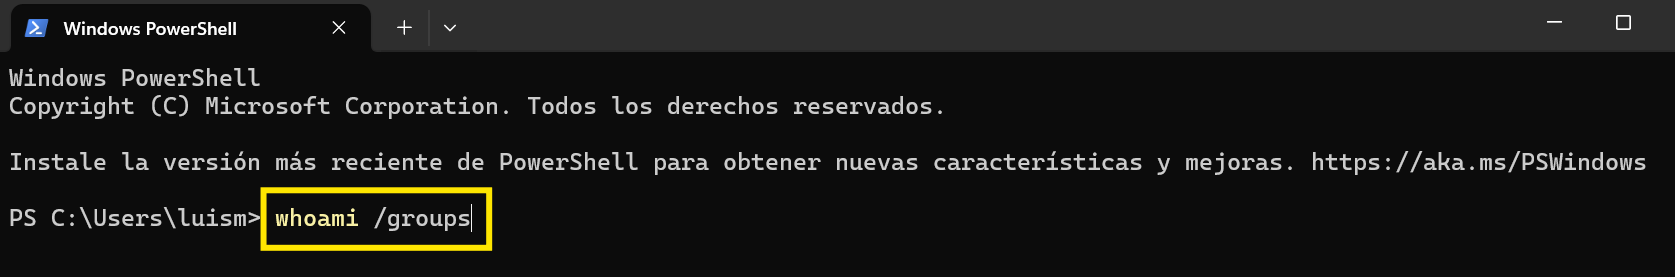 Windows PowerShell
Windows PowerShell
Copyright (C) Microsoft Corporation. Todos los derechos reservados.
Instale la versión más reciente de PowerShell para obtener nuevas características y mejoras. https://aka.ms/PSWindows
PS C:\Users\luism> whoami /groups